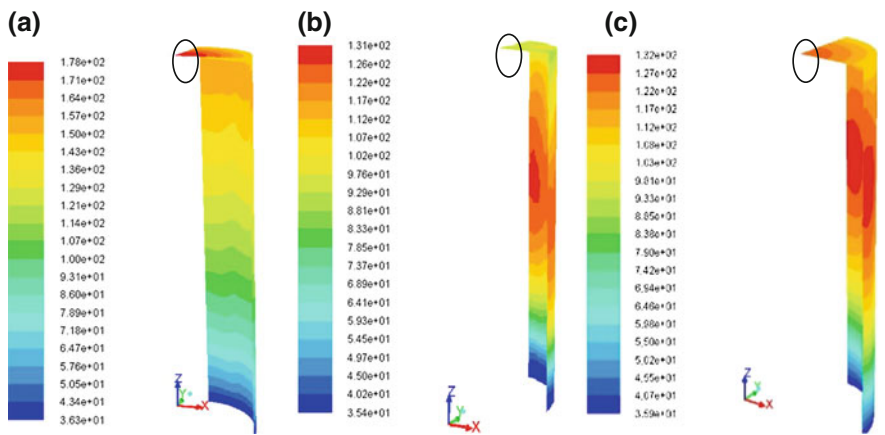 (a)
1.78e+02
1.71e+02
1.64e+02
1.57e+02
1.50e+02
1.43e+02
1.36e+02
1.29e+02
1.21e+02
1.14e+02
1.07e+02
1.00e+02
9.31e+01
8.60e+01
7.89e+01
7.18e+01
6.47e+01
5.76e+01
5.05e+01
4.34e+01
3.63e+01
Z
Y
X
(b)
1.31e+02
1.26e+02
1.22e+02
1.17e+02
1.12e+02
1.07e+02
1.02e+02
9.76e+01
9.29e+01
8.81e+01
8.33e+01
7.85e+01
7.37e+01
6.89e+01
6.41e+01
5.93e+01
5.45e+01
4.97e+01
4.50e+01
4.02e+01
3.54e+01
Z
Y
X
(c)
1.32e+02
1.27e+02
1.22e+02
1.17e+02
1.12e+02
1.08e+02
1.03e+02
9.81e+01
9.33e+01
8.85e+01
8.38e+01
7.90e+01
7.42e+01
6.94e+01
6.46e+01
5.98e+01
5.50e+01
5.02e+01
4.55e+01
4.07e+01
3.59e+01
Z
Y
X